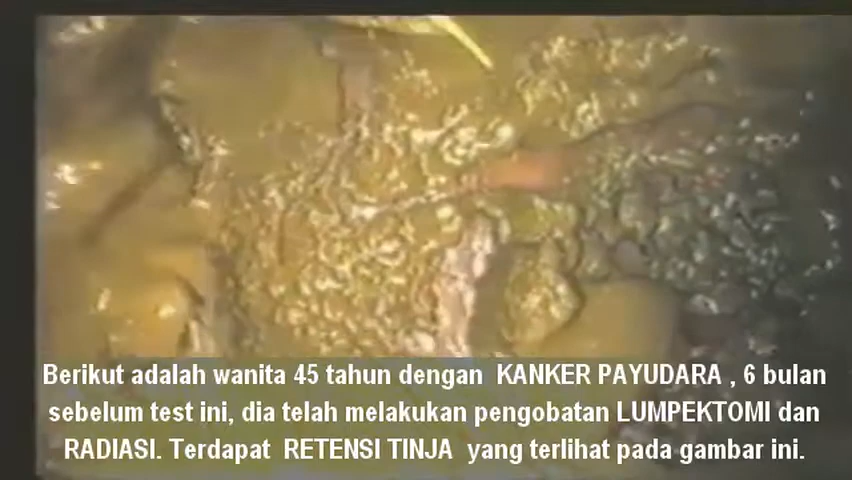 Berikut adalah wanita 45 tahun dengan KANKER PAYUDARA , 6 bulan
sebelum test ini, dia telah melakukan pengobatan LUMPEKTOMI dan
RADIASI. Terdapat RETENSI TINJA yang terlihat pada gambar ini.